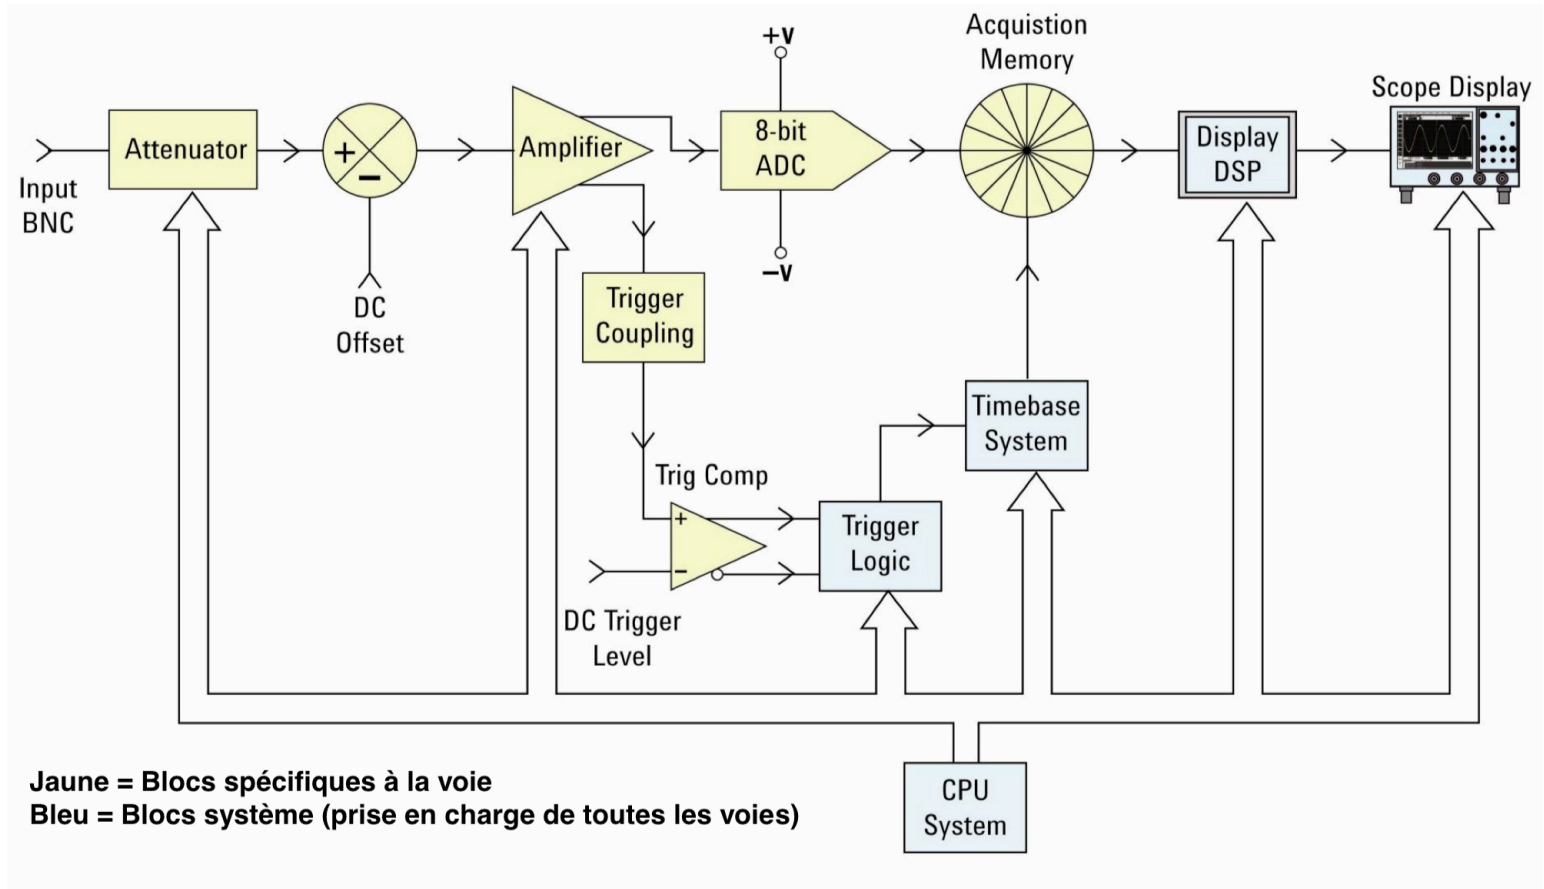 Acquistion
Memory
+V
Scope Display
Attenuator
+
−
Amplifier
8-bit
ADC
Display
DSP
Input
BNC
−V
DC
Offset
Trigger
Coupling
Timebase
System
Trig Comp
+
−
Trigger
Logic
DC Trigger
Level
CPU
System
Jaune = Blocs spécifiques à la voie
Bleu = Blocs système (prise en charge de toutes les voies)